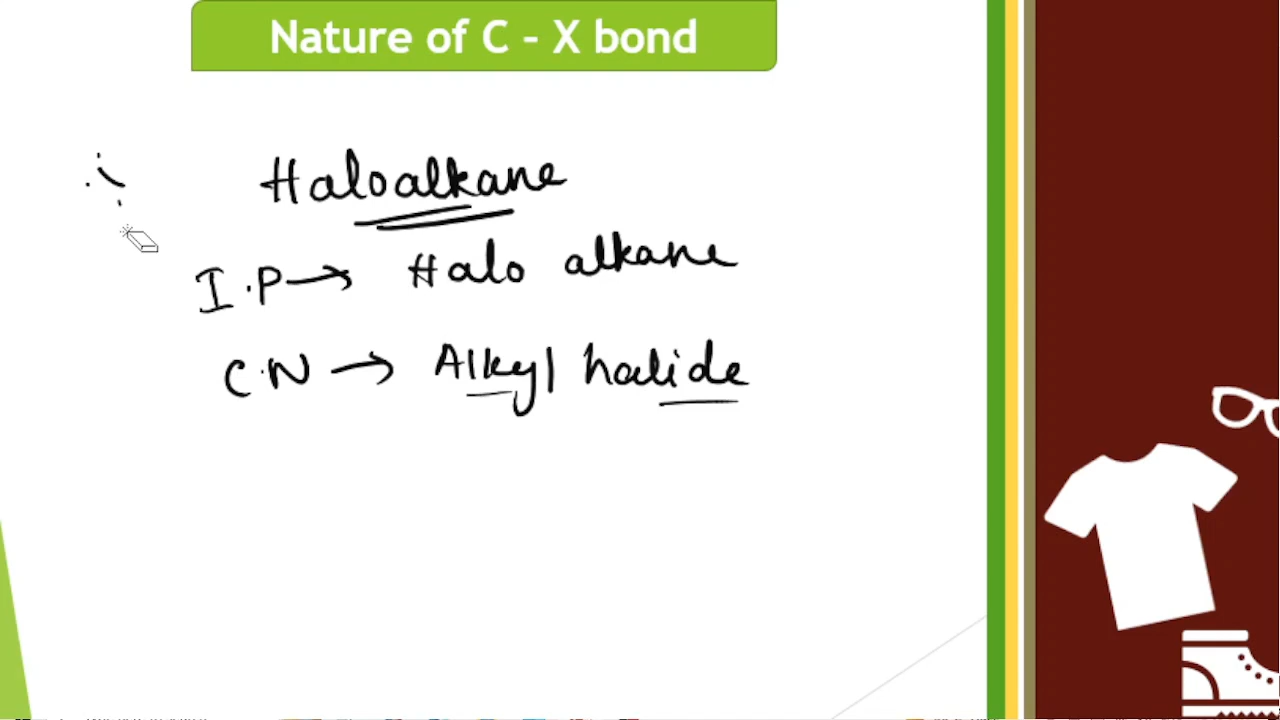 Nature of C – X bond
Haloalkane
I.P → Halo alkane
C.N → Alkyl halide